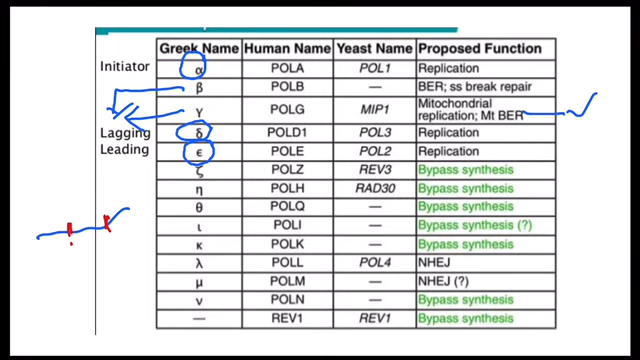 Greek Name Human Name Yeast Name Proposed Function
Initiator α POLA POL1 Replication
β POLB — BER; ss break repair
γ POLG MIP1 Mitochondrial
replication; Mt BER
Lagging δ POLD1 POL3 Replication
Leading ε POLE POL2 Replication
ζ POLZ REV3 Bypass synthesis
η POLH RAD30 Bypass synthesis
θ POLQ — Bypass synthesis
ι POLI — Bypass synthesis (?)
κ POLK — Bypass synthesis
λ POLL POL4 NHEJ
μ POLM — NHEJ (?)
ν POLN — Bypass synthesis
— REV1 REV1 Bypass synthesis